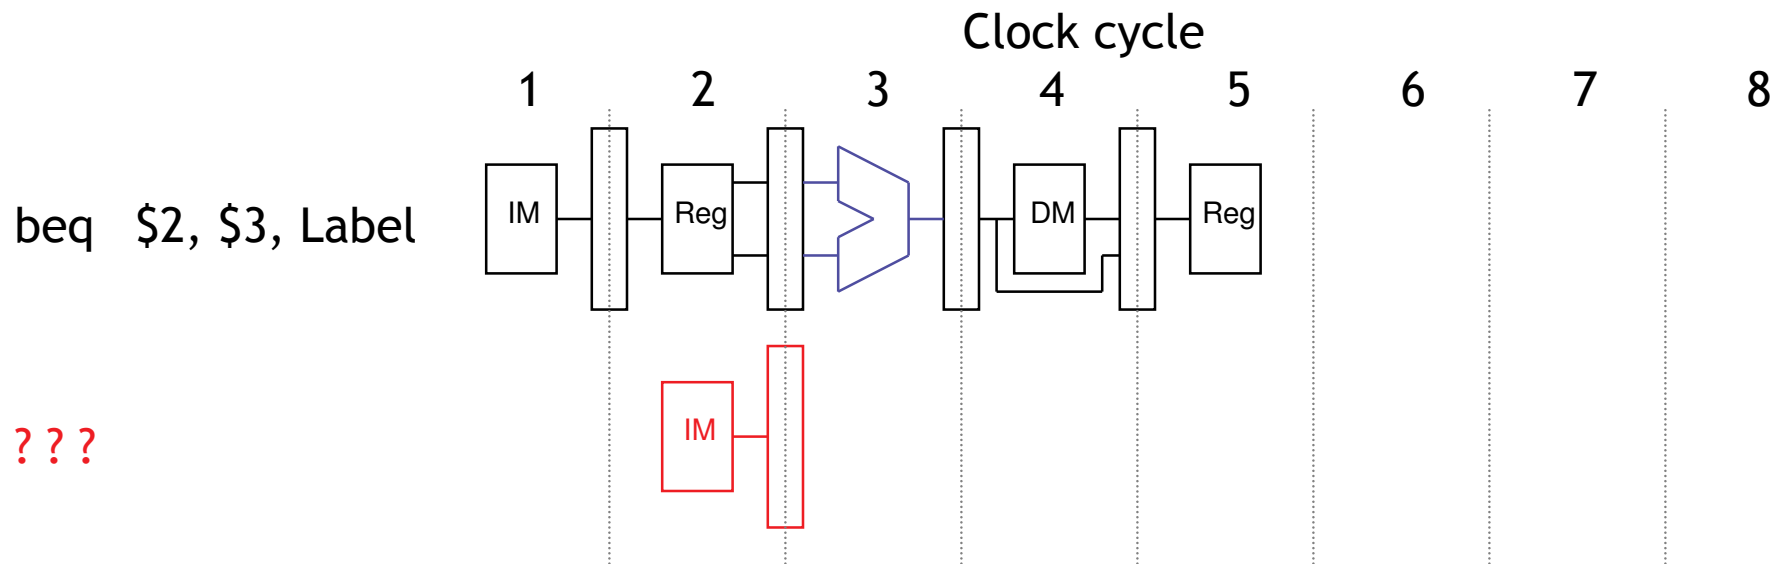 Clock cycle
1 2 3 4 5 6 7 8
beq $2, $3, Label
IM Reg DM Reg
? ? ?
IM